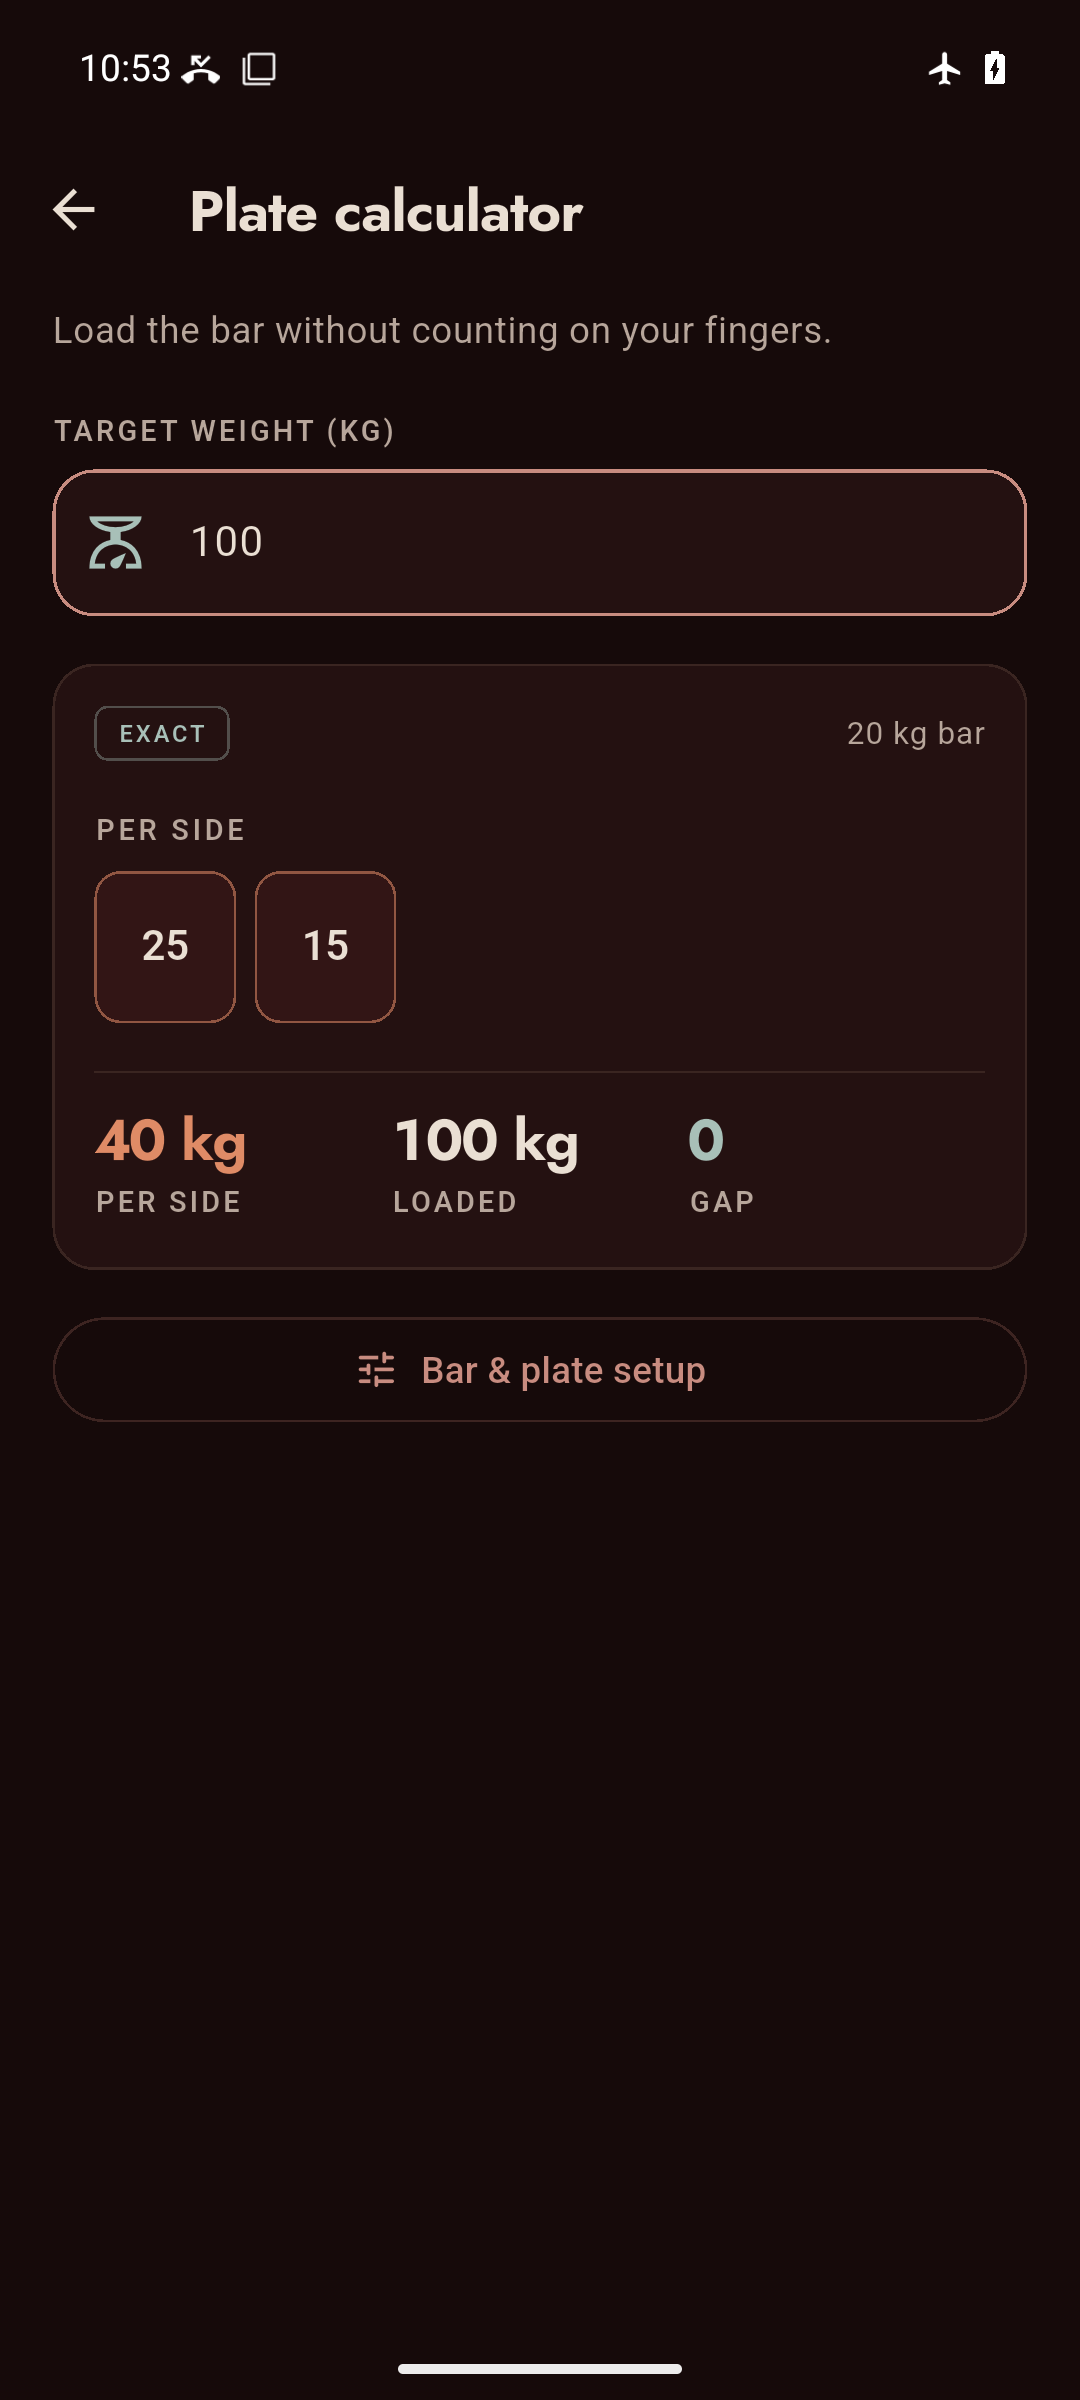 10:53
Plate calculator
Load the bar without counting on your fingers.
TARGET WEIGHT (KG)
100
EXACT
20 kg bar
PER SIDE
25 15
40 kg 100 kg 0
PER SIDE LOADED GAP
Bar & plate setup